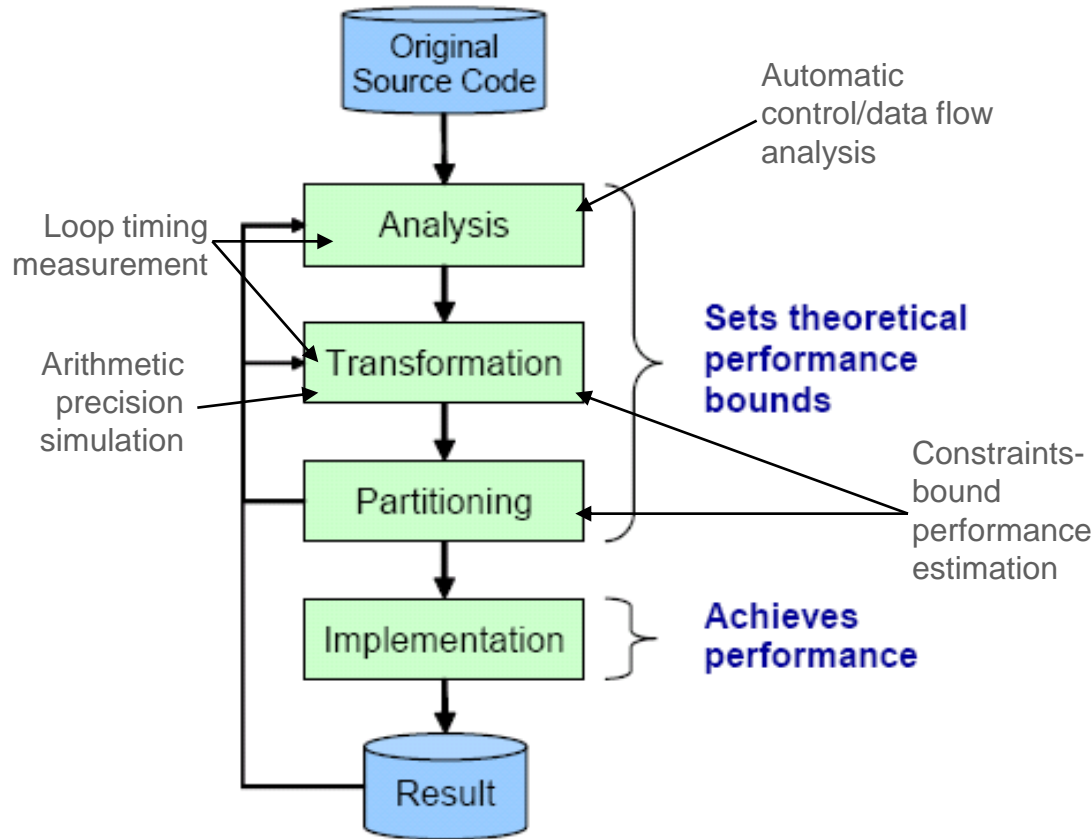 Original
Source Code
Automatic
control/data flow
analysis
Analysis
Loop timing
measurement
Sets theoretical
performance
bounds
Transformation
Arithmetic
precision
simulation
Constraints-
bound
performance
estimation
Partitioning
Implementation
Achieves
performance
Result